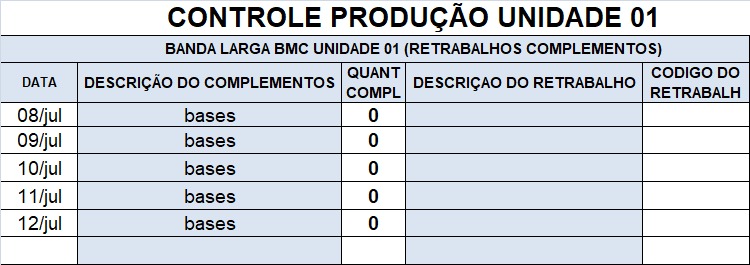 CONTROLE PRODUÇÃO UNIDADE 01
BANDA LARGA BMC UNIDADE 01 (RETRABALHOS COMPLEMENTOS)
DATA DESCRIÇÃO DO COMPLEMENTOS QUANT COMPL DESCRIÇAO DO RETRABALHO CODIGO DO RETRABALH
08/jul bases 0
09/jul bases 0
10/jul bases 0
11/jul bases 0
12/jul bases 0